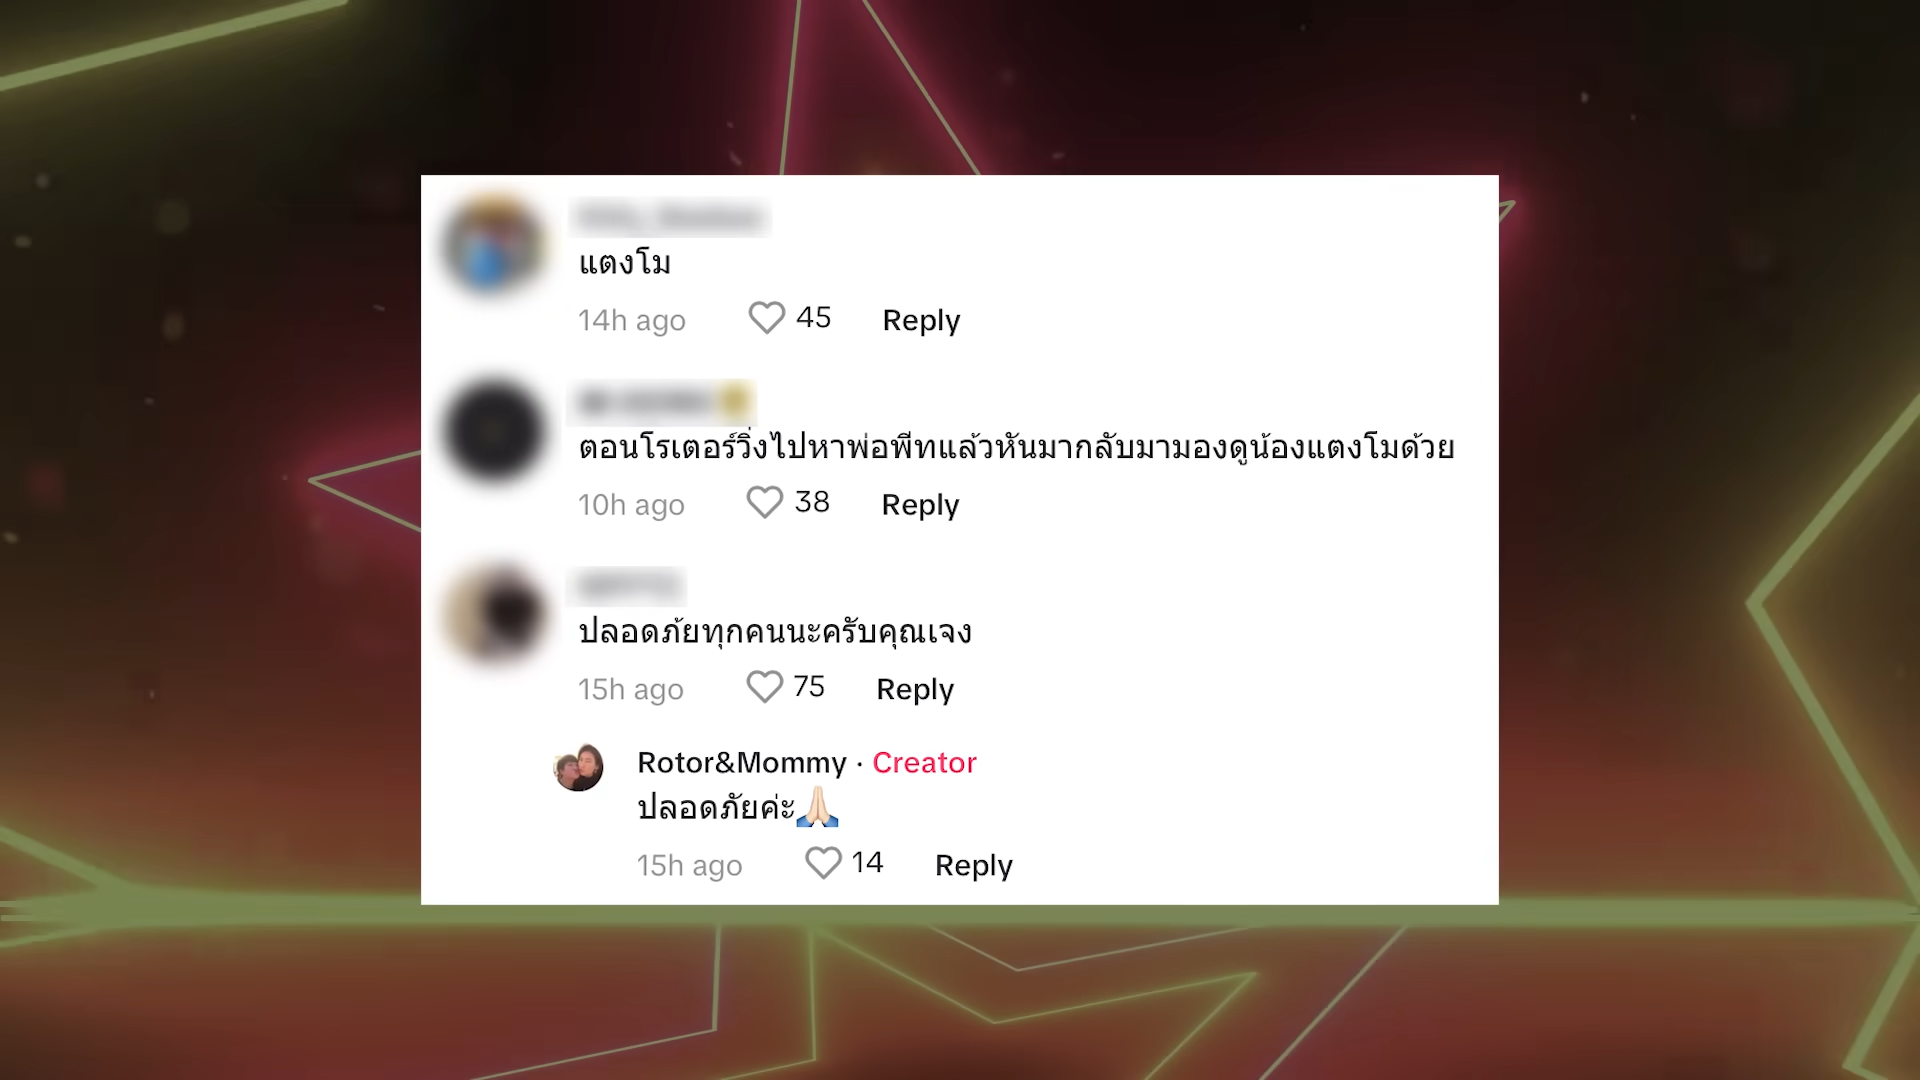 แตงโม
14h ago 45 Reply
ตอนโรเตอร์วิ่งไปหาพ่อพีทแล้วหันมากลับมามองดูน้องแตงโมด้วย
10h ago 38 Reply
ปลอดภ้ยทุกคนนะครับคุณเจง
15h ago 75 Reply
Rotor&Mommy · Creator
ปลอดภัยค่ะ🙏🏻
15h ago 14 Reply